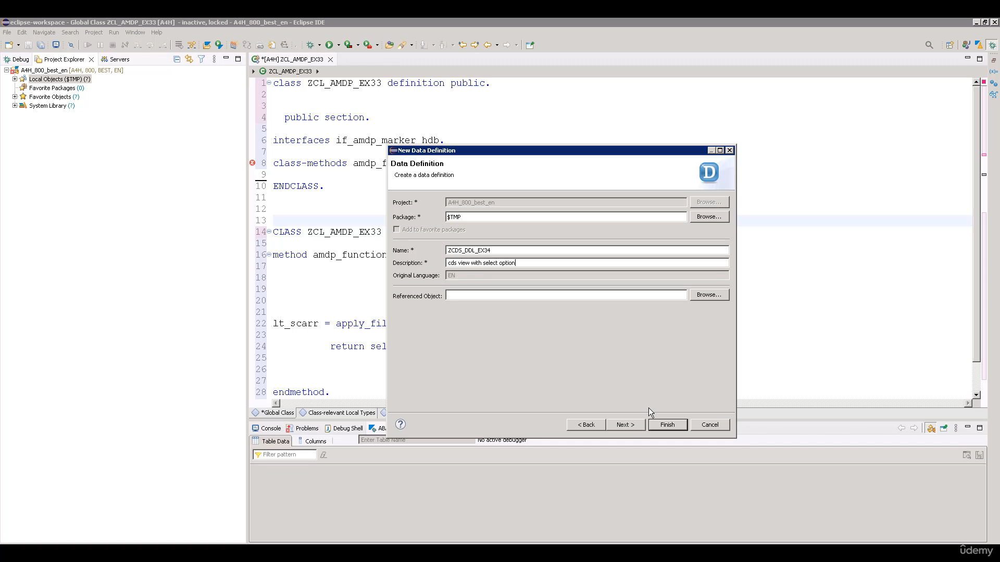 eclipse-workspace - Global Class ZCL_AMDP_EX33 [A4H] - inactive, locked - A4H_800_best_en - Eclipse IDE
File Edit Navigate Search Project Run Window Help
Debug Project Explorer Servers
*[A4H] ZCL_AMDP_EX33
A4H_800_best_en [A4H, 800, BEST, EN]
Local Objects ($TMP) (?)
Favorite Packages (0)
Favorite Objects (?)
System Library (?)
ZCL_AMDP_EX33
1 class ZCL_AMDP_EX33 definition public.
2
3
4 public section.
5
6 interfaces if_amdp_marker_hdb.
7
8 class-methods amdp_f
9
10 ENDCLASS.
11
12
13
14 CLASS ZCL_AMDP_EX33
15
16 method amdp_function
17
18
19
20
21
22 lt_scarr = apply_fil
23
24 return sel
25
26
27
28 endmethod.
New Data Definition
Data Definition
Create a data definition
D
Project: * A4H_800_best_en Browse...
Package: * $TMP Browse...
Add to favorite packages
Name: * ZCDS_DDL_EX34
Description: * cds view with select option
Original Language: EN
Referenced Object: Browse...
? < Back Next > Finish Cancel
*Global Class Class-relevant Local Types
Console Problems Debug Shell AB
Table Data Columns Enter Table Name No active debugger
Filter pattern
ûdemy